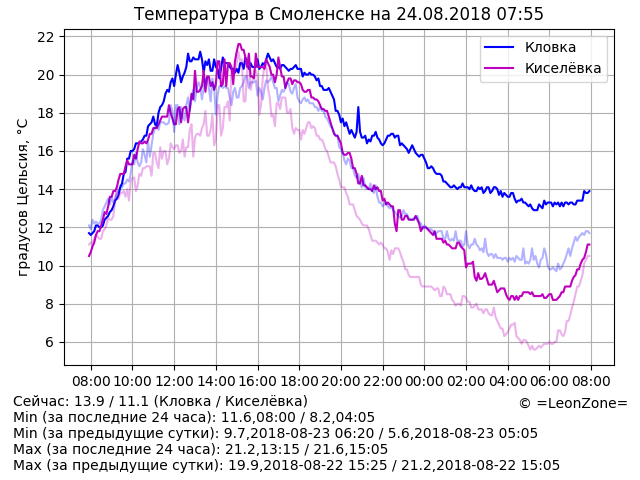 Температура в Смоленске на 24.08.2018 07:55
градусов Цельсия, °C
22
20
18
16
14
12
10
8
6
Кловка
Киселёвка
08:00 10:00 12:00 14:00 16:00 18:00 20:00 22:00 00:00 02:00 04:00 06:00 08:00
Сейчас: 13.9 / 11.1 (Кловка / Киселёвка)
© =LeonZone=
Min (за последние 24 часа): 11.6,08:00 / 8.2,04:05
Min (за предыдущие сутки): 9.7,2018-08-23 06:20 / 5.6,2018-08-23 05:05
Max (за последние 24 часа): 21.2,13:15 / 21.6,15:05
Max (за предыдущие сутки): 19.9,2018-08-22 15:25 / 21.2,2018-08-22 15:05